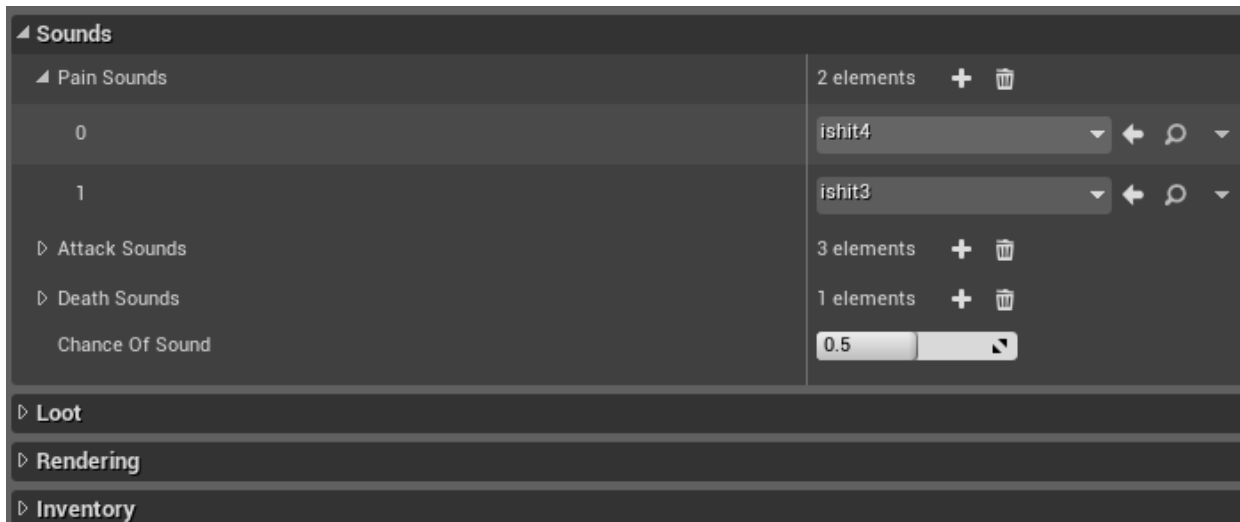 Sounds
Pain Sounds 2 elements
0 ishit4
1 ishit3
Attack Sounds 3 elements
Death Sounds 1 elements
Chance Of Sound 0.5
Loot
Rendering
Inventory